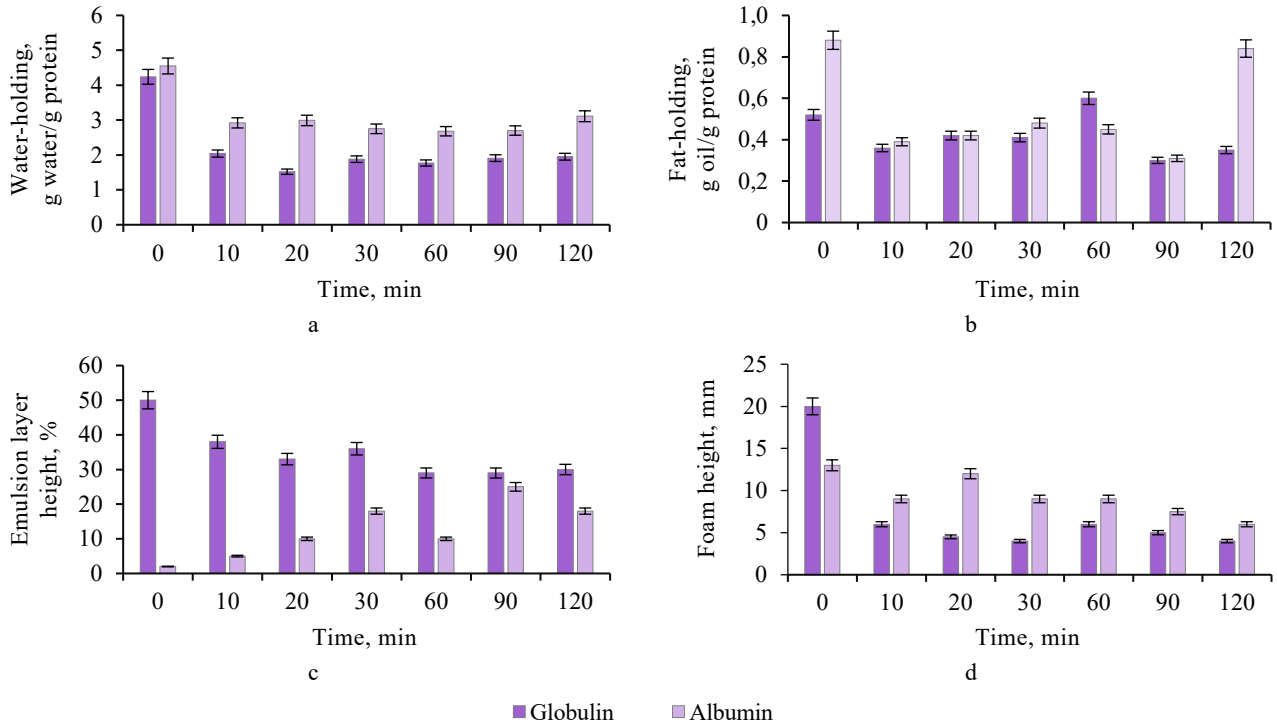 Water-holding,
g water/g protein
6
5
4
3
2
1
0
0 10 20 30 60 90 120
Time, min
a
Fat-holding,
g oil/g protein
1,0
0,8
0,6
0,4
0,2
0
0 10 20 30 60 90 120
Time, min
b
Emulsion layer
height, %
60
50
40
30
20
10
0
0 10 20 30 60 90 120
Time, min
c
Foam height, mm
25
20
15
10
5
0
0 10 20 30 60 90 120
Time, min
d
Globulin Albumin